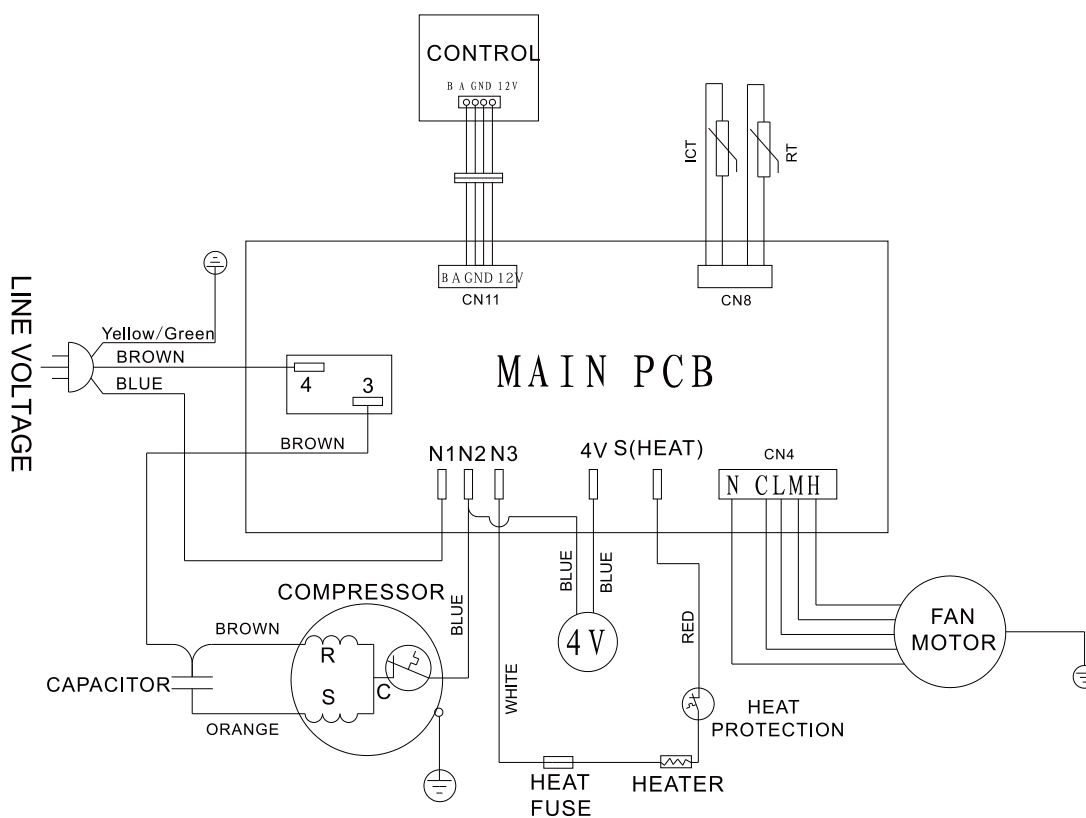 CONTROL
B A GND 12V
ICT
RT
B A GND 12V
CN11
CN8
LINE VOLTAGE
Yellow/Green
BROWN
BLUE
4
3
MAIN PCB
BROWN
N1 N2 N3
4V
S(HEAT)
CN4
N CLMH
COMPRESSOR
BROWN
R
S
C
CAPACITOR
ORANGE
BLUE
WHITE
BLUE
BLUE
4V
RED
FAN
MOTOR
HEAT
PROTECTION
HEAT
FUSE
HEATER